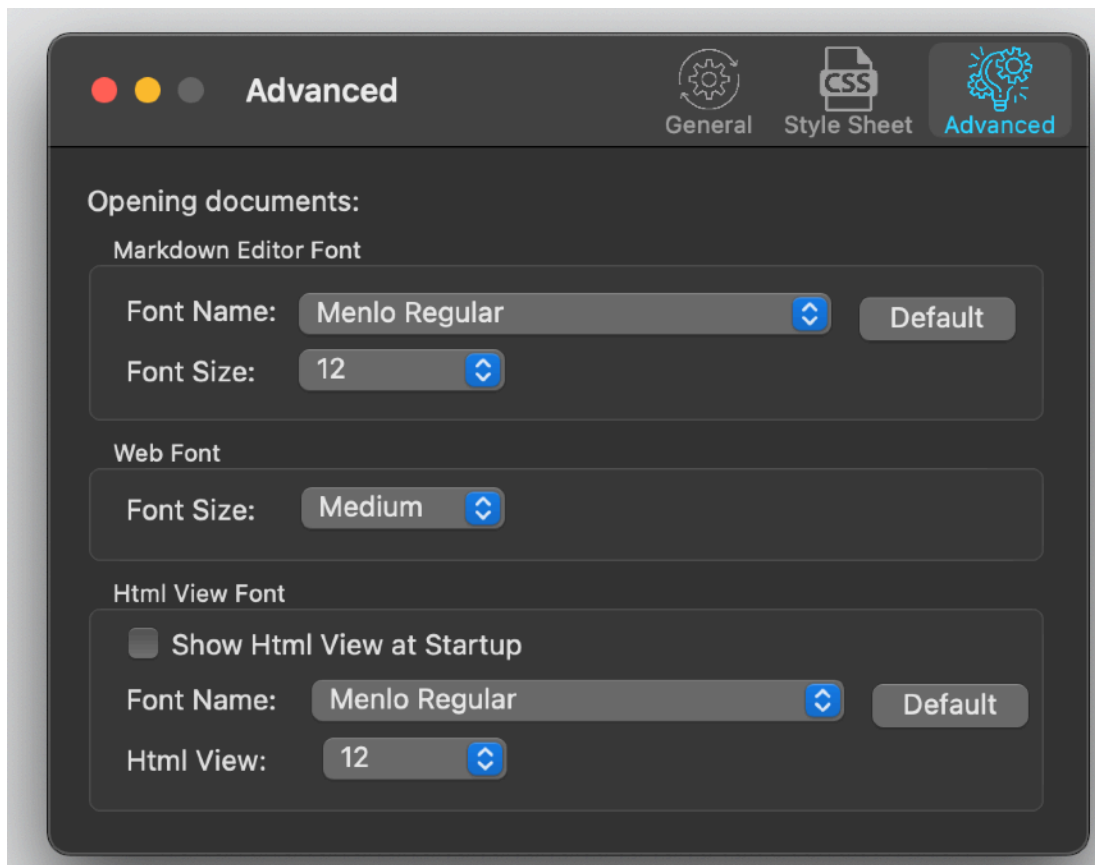 Advanced
General
CSS
Style Sheet
Advanced
Opening documents:
Markdown Editor Font
Font Name: Menlo Regular Default
Font Size: 12
Web Font
Font Size: Medium
Html View Font
Show Html View at Startup
Font Name: Menlo Regular Default
Html View: 12